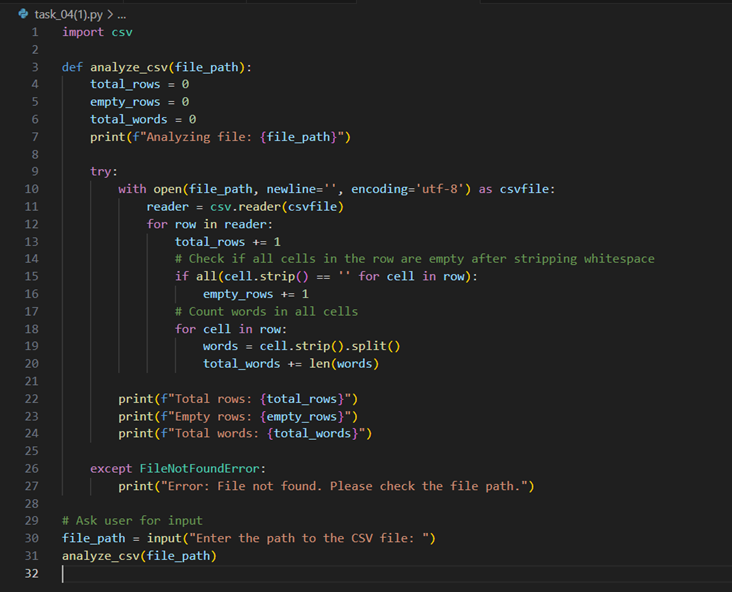 task_04(1).py > ...
1 import csv
2
3 def analyze_csv(file_path):
4     total_rows = 0
5     empty_rows = 0
6     total_words = 0
7     print(f"Analyzing file: {file_path}")
8
9     try:
10         with open(file_path, newline='', encoding='utf-8') as csvfile:
11             reader = csv.reader(csvfile)
12             for row in reader:
13                 total_rows += 1
14                 # Check if all cells in the row are empty after stripping whitespace
15                 if all(cell.strip() == '' for cell in row):
16                     empty_rows += 1
17                 # Count words in all cells
18                 for cell in row:
19                     words = cell.strip().split()
20                     total_words += len(words)
21
22         print(f"Total rows: {total_rows}")
23         print(f"Empty rows: {empty_rows}")
24         print(f"Total words: {total_words}")
25
26     except FileNotFoundError:
27         print("Error: File not found. Please check the file path.")
28
29 # Ask user for input
30 file_path = input("Enter the path to the CSV file: ")
31 analyze_csv(file_path)
32